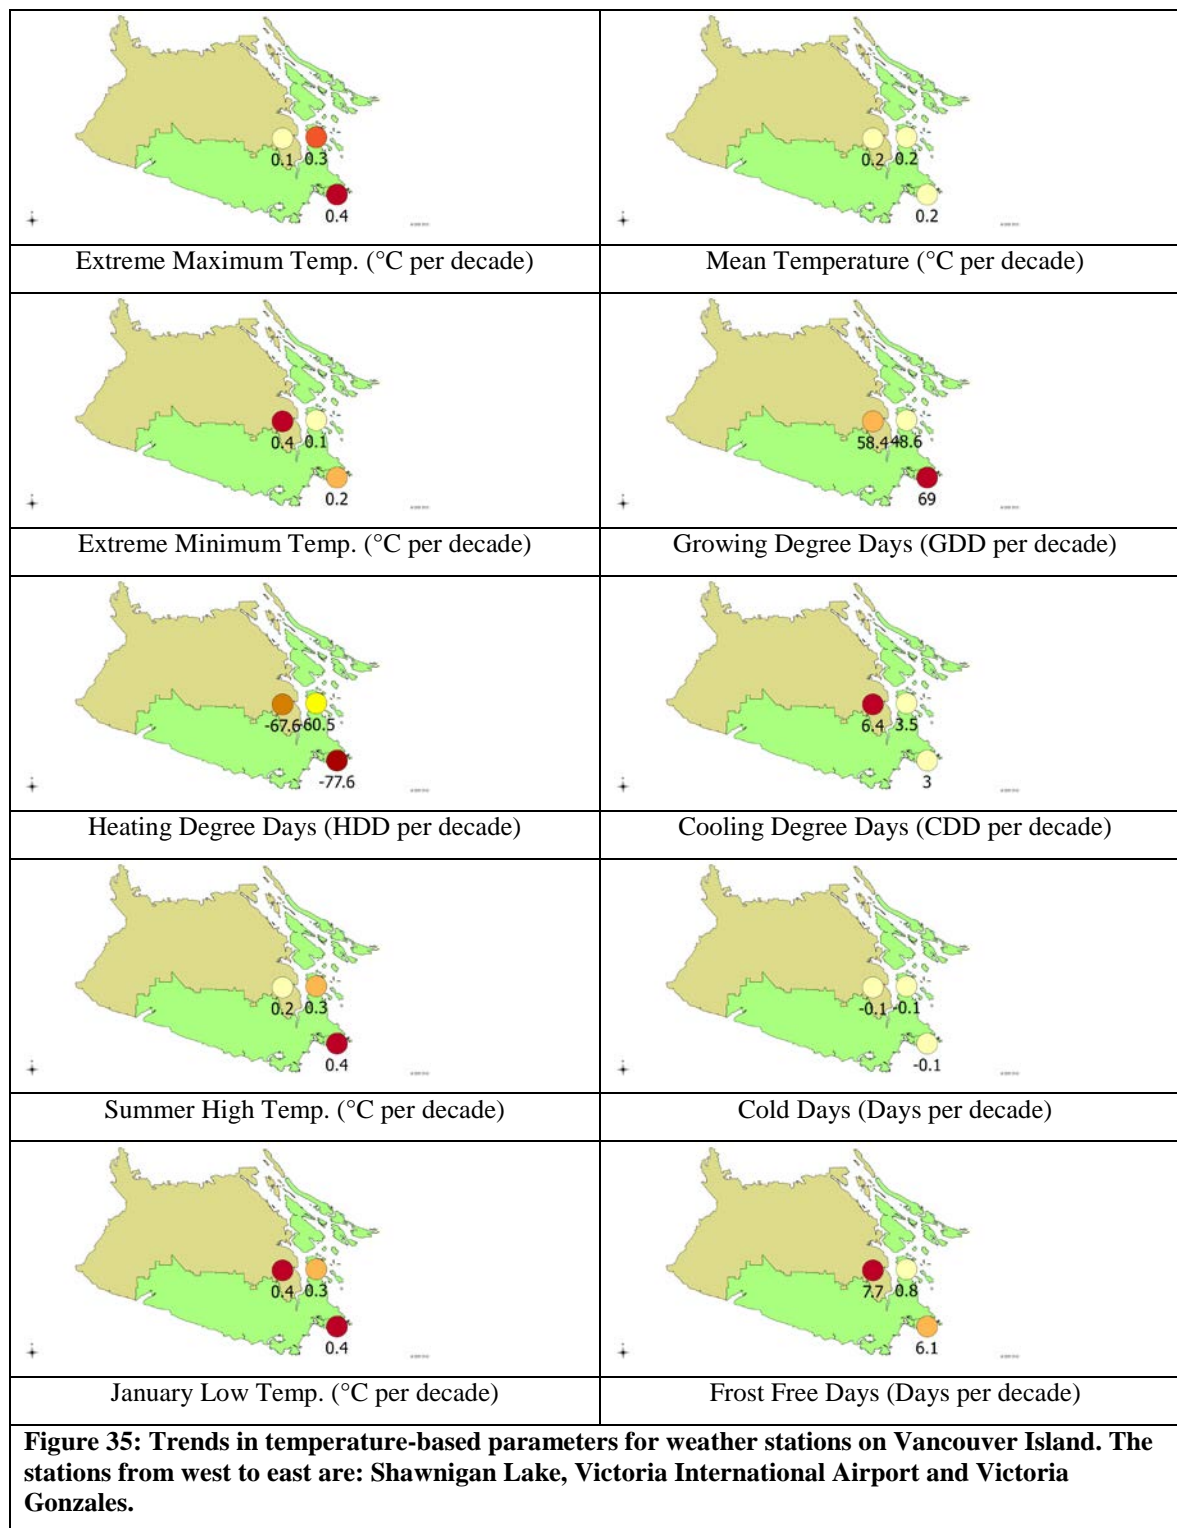 0.1 0.3
0.4
0.2 0.2
0.2
Extreme Maximum Temp. (°C per decade)
Mean Temperature (°C per decade)
0.4 0.1
0.2
58.4 48.6
69
Extreme Minimum Temp. (°C per decade)
Growing Degree Days (GDD per decade)
-67.6 -60.5
-77.6
6.4 3.5
3
Heating Degree Days (HDD per decade)
Cooling Degree Days (CDD per decade)
0.2 0.3
0.4
-0.1 -0.1
-0.1
Summer High Temp. (°C per decade)
Cold Days (Days per decade)
0.4 0.3
0.4
7.7 0.8
6.1
January Low Temp. (°C per decade)
Frost Free Days (Days per decade)
Figure 35: Trends in temperature-based parameters for weather stations on Vancouver Island. The
stations from west to east are: Shawnigan Lake, Victoria International Airport and Victoria
Gonzales.